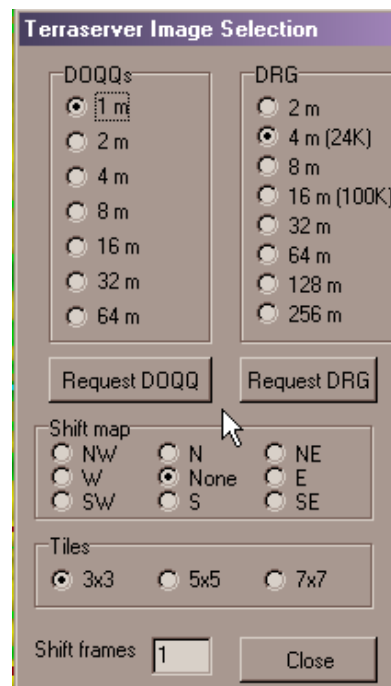 Terraserver Image Selection
DOQQs
1 m
2 m
4 m
8 m
16 m
32 m
64 m
DRG
2 m
4 m (24K)
8 m
16 m (100K)
32 m
64 m
128 m
256 m
Request DOQQ
Request DRG
Shift map
NW N NE
W None E
SW S SE
Tiles
3x3 5x5 7x7
Shift frames 1
Close